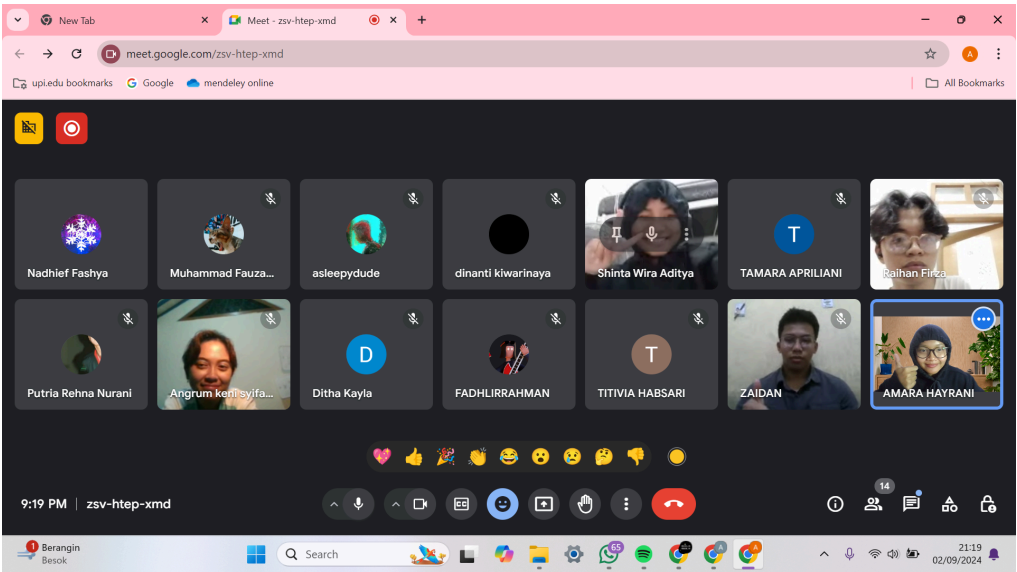 New Tab
Meet - zsv-htep-xmd
meet.google.com/zsv-htep-xmd
A
upi.edu bookmarks
Google
mendeley online
All Bookmarks
Nadhief Fashya
Muhammad Fauza...
asleepydude
dinanti kiwarinaya
Shinta Wira Aditya
T
TAMARA APRILIANI
Raihan Firza
Putria Rehna Nurani
Angrum keni syifa...
D
Ditha Kayla
FADHLIRRAHMAN
T
TITIVIA HABSARI
ZAIDAN
AMARA HAYRANI
9:19 PM | zsv-htep-xmd
CC
14
1
Berangin
Besok
Search
65
A
A
21:19
02/09/2024